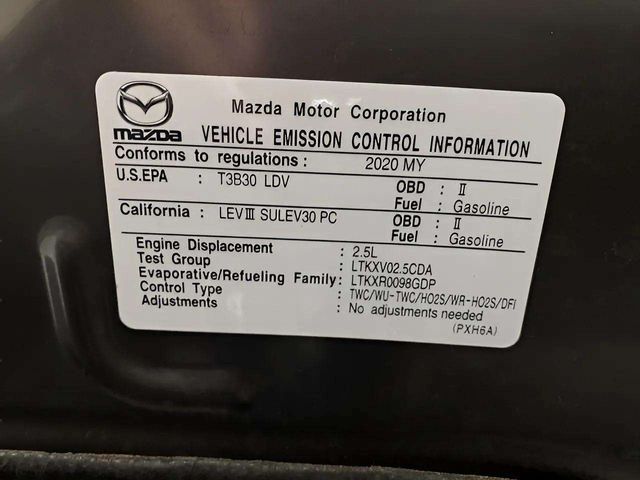 Mazda Motor Corporation
mazda VEHICLE EMISSION CONTROL INFORMATION
Conforms to regulations : 2020 MY
U.S.EPA : T3B30 LDV OBD : II
Fuel : Gasoline
California : LEV III SULEV30 PC OBD : II
Fuel : Gasoline
Engine Displacement : 2.5L
Test Group : LTKXV02.5CDA
Evaporative/Refueling Family: LTKXR0098GDP
Control Type : TWC/WU-TWC/HO2S/WR-HO2S/DFI
Adjustments : No adjustments needed
(PXH6A)